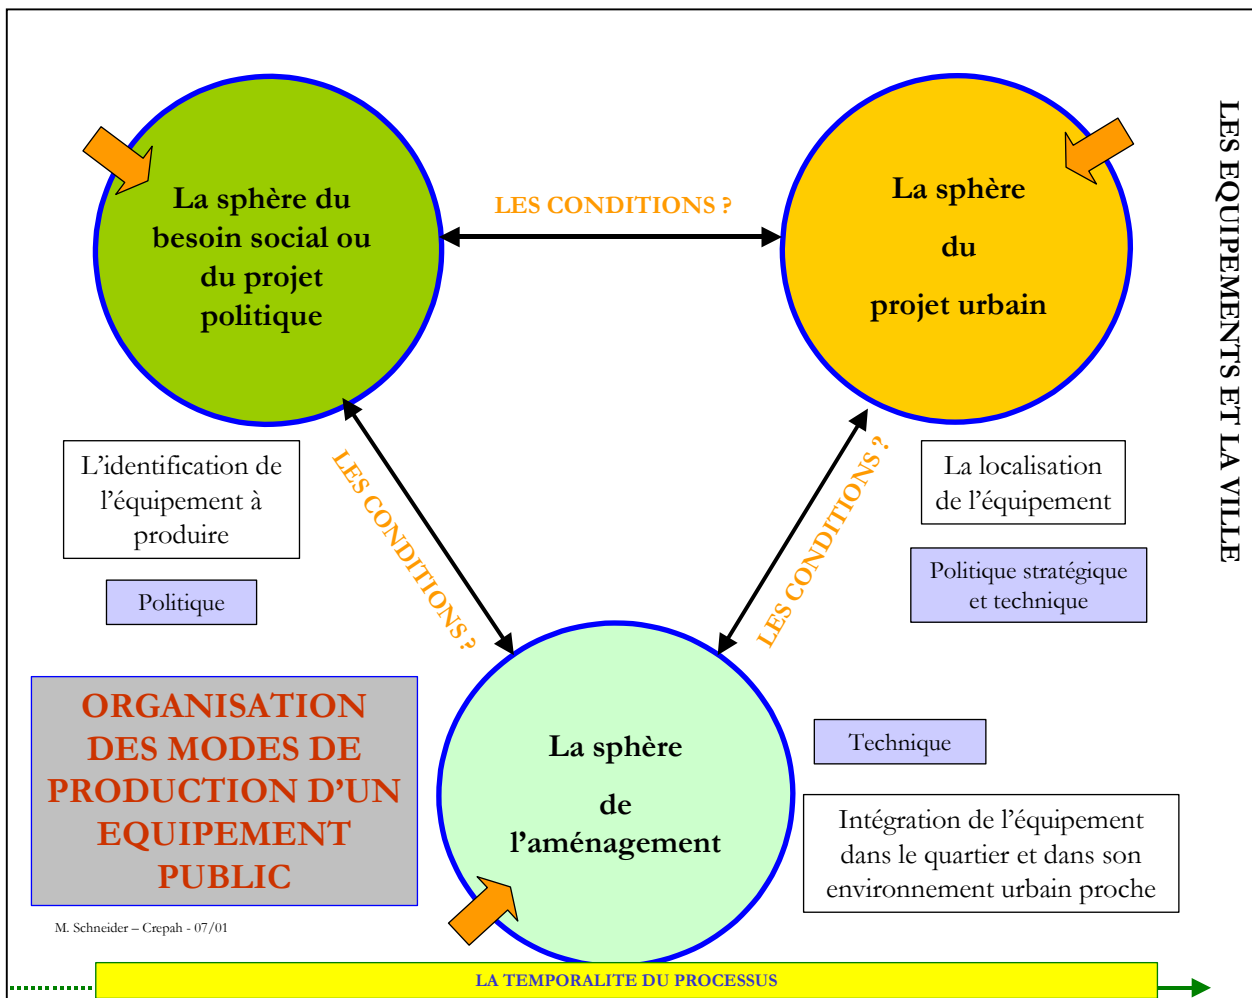 La sphère du
besoin social ou
du projet
politique
LES CONDITIONS ?
La sphère
du
projet urbain
LES EQUIPEMENTS ET LA VILLE
L’identification de
l’équipement à
produire
Politique
LES CONDITIONS ?
LES CONDITIONS ?
La localisation
de l’équipement
Politique stratégique
et technique
ORGANISATION
DES MODES DE
PRODUCTION D’UN
EQUIPEMENT
PUBLIC
La sphère
de
l’aménagement
Technique
Intégration de l’équipement
dans le quartier et dans son
environnement urbain proche
M. Schneider – Crepah - 07/01
LA TEMPORALITE DU PROCESSUS